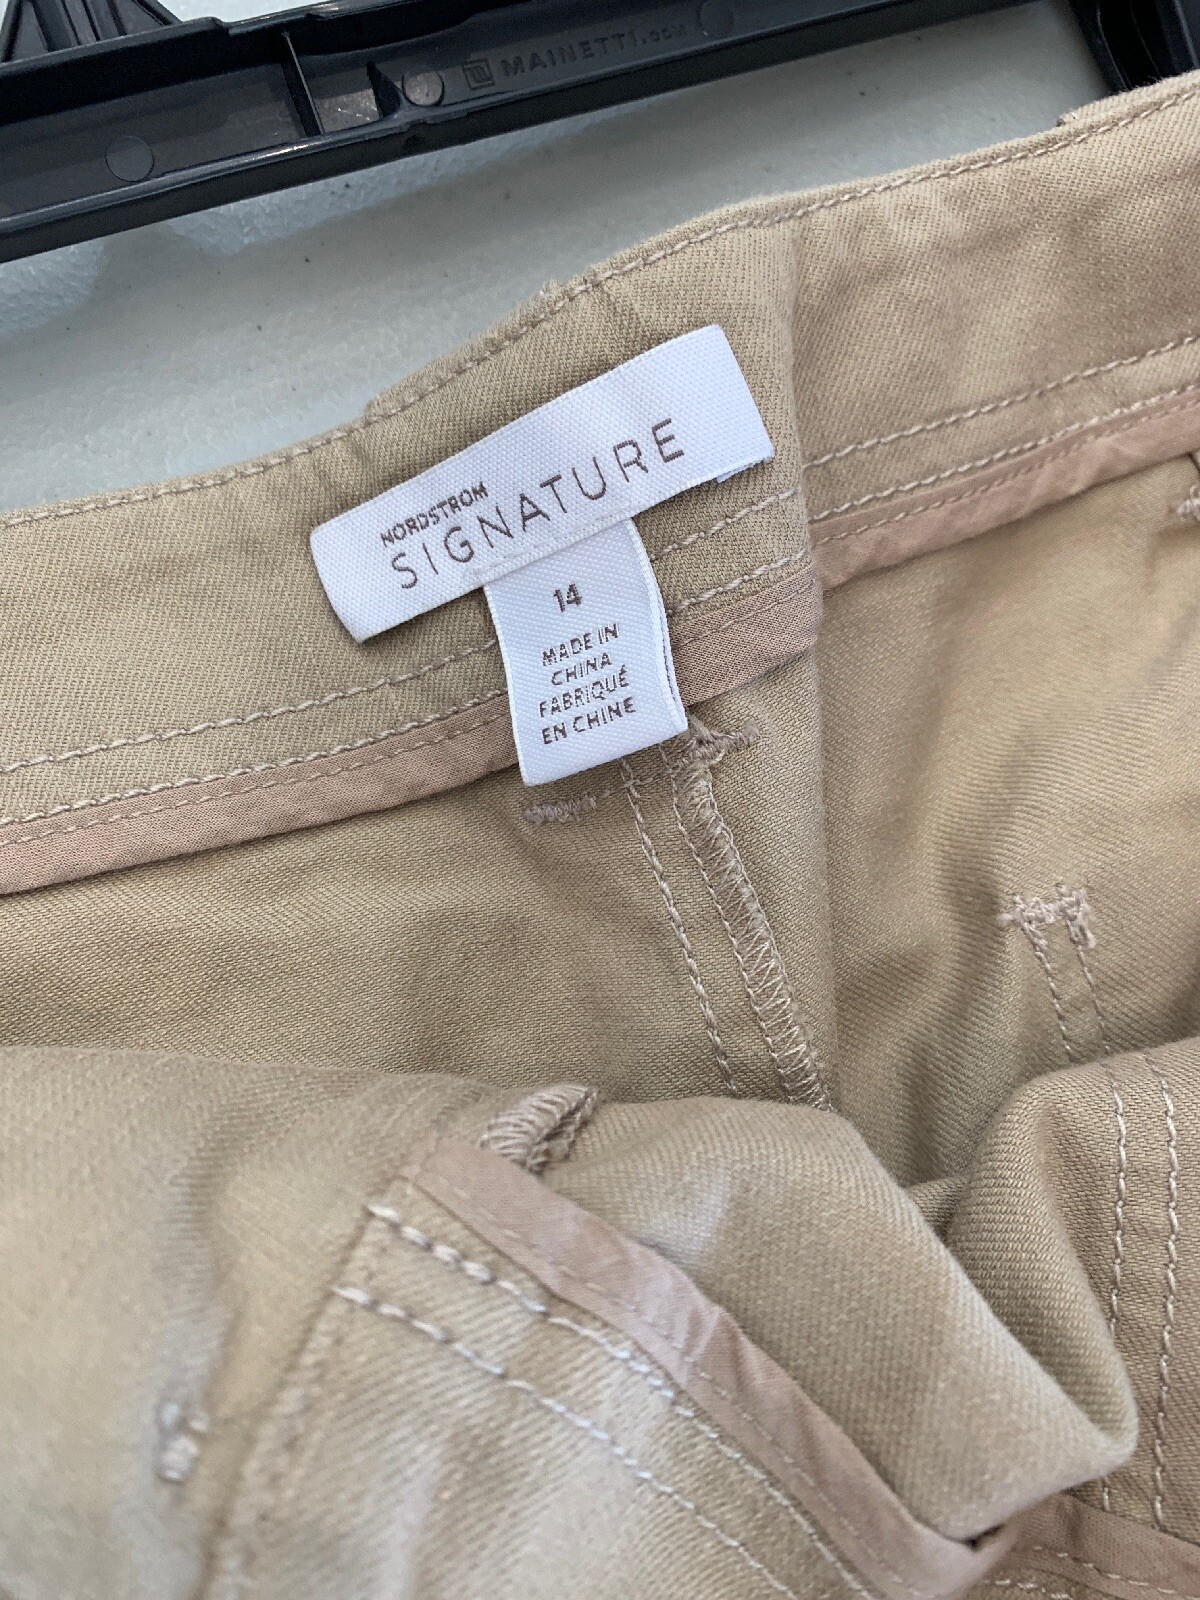 MAINETTI.COM
NORDSTROM
SIGNATURE
14
MADE IN
CHINA
FABRIQUÉ
EN CHINE